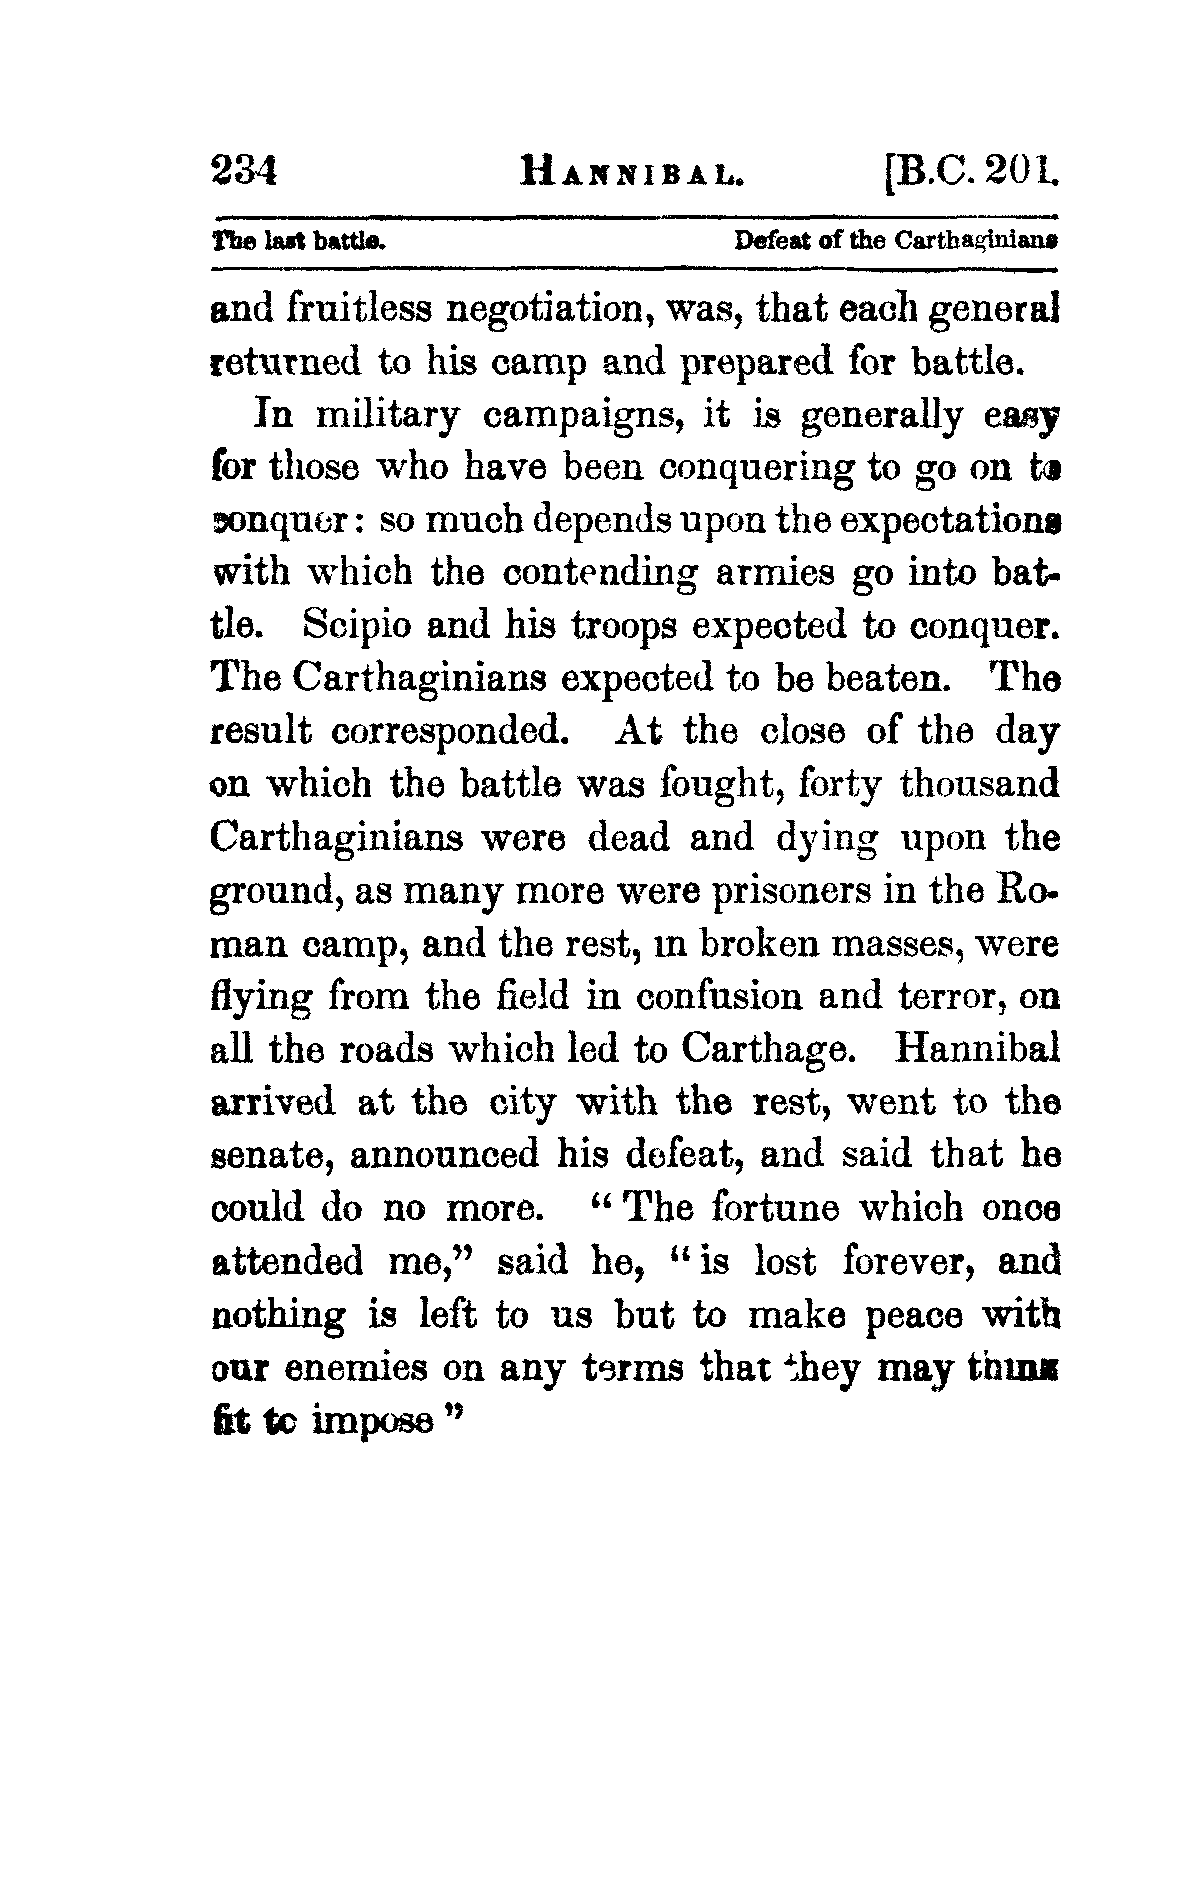 234 HANNIBAL. [B.C. 201.
The last battle. Defeat of the Carthaginians
and fruitless negotiation, was, that each general
returned to his camp and prepared for battle.
In military campaigns, it is generally easy
for those who have been conquering to go on to
conquer: so much depends upon the expectations
with which the contending armies go into bat-
tle. Scipio and his troops expected to conquer.
The Carthaginians expected to be beaten. The
result corresponded. At the close of the day
on which the battle was fought, forty thousand
Carthaginians were dead and dying upon the
ground, as many more were prisoners in the Ro-
man camp, and the rest, in broken masses, were
flying from the field in confusion and terror, on
all the roads which led to Carthage. Hannibal
arrived at the city with the rest, went to the
senate, announced his defeat, and said that he
could do no more. "The fortune which once
attended me," said he, "is lost forever, and
nothing is left to us but to make peace with
our enemies on any terms that they may think
fit to impose"